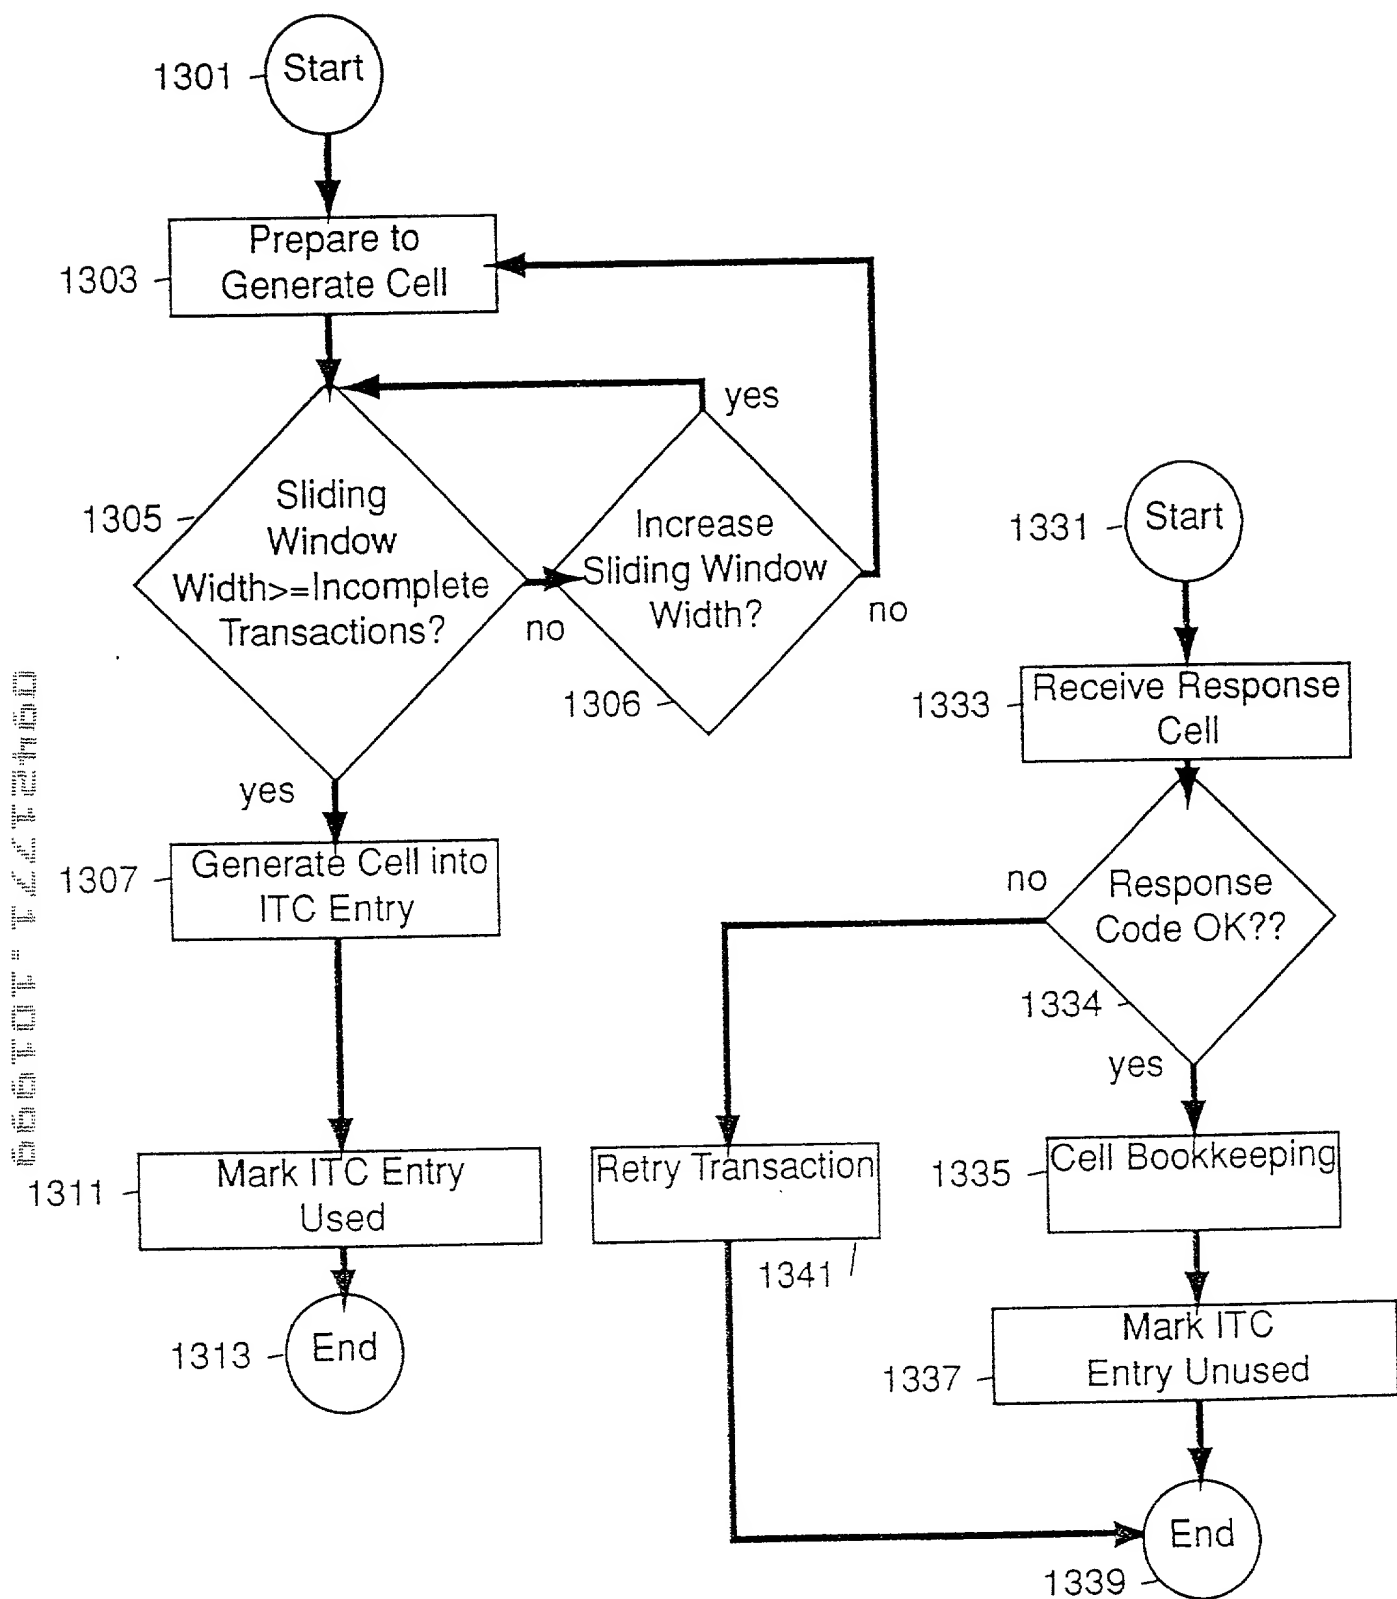 1301
Start
Prepare to
Generate Cell
1303
yes
Sliding
Window
Width>=Incomplete
Transactions?
1305
Increase
Sliding Window
Width?
no
no
1306
yes
Generate Cell into
ITC Entry
1307
Mark ITC Entry
Used
1311
End
1313
Start
1331
Receive Response
Cell
1333
no
Response
Code OK??
1334
yes
Retry Transaction
1341
Cell Bookkeeping
1335
Mark ITC
Entry Unused
1337
End
1339